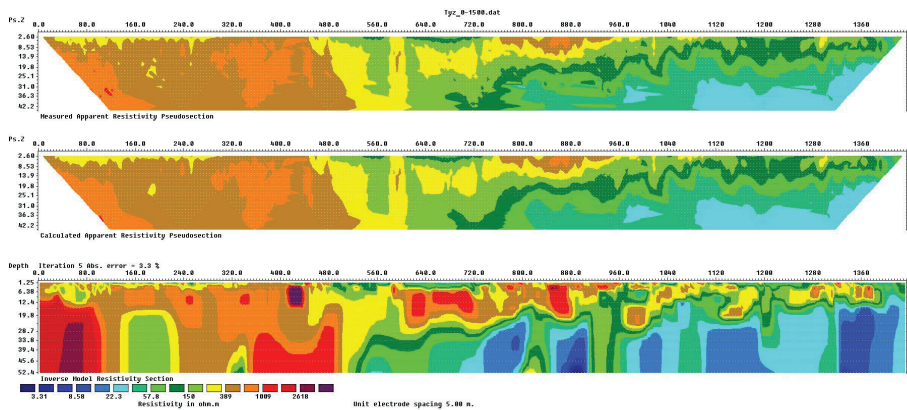 Tyz_0-1500.dat
Ps.Z 0.0 80.0 160.0 240.0 320.0 400.0 480.0 560.0 640.0 720.0 800.0 880.0 960.0 1040 1120 1200 1280 1360
2.60
8.53
13.9
19.8
25.1
31.0
36.3
42.2
Measured Apparent Resistivity Pseudosection
Ps.Z 0.0 80.0 160.0 240.0 320.0 400.0 480.0 560.0 640.0 720.0 800.0 880.0 960.0 1040 1120 1200 1280 1360
2.60
8.53
13.9
19.8
25.1
31.0
36.3
42.2
Calculated Apparent Resistivity Pseudosection
Depth Iteration 5 Abs. error = 3.3 %
0.0 80.0 160.0 240.0 320.0 400.0 480.0 560.0 640.0 720.0 800.0 880.0 960.0 1040 1120 1200 1280 1360
1.25
6.38
12.4
19.8
28.7
33.8
39.4
45.6
52.4
Inverse Model Resistivity Section
3.31 8.58 22.3 57.8 150 389 1009 2618
Resistivity in ohm.m Unit electrode spacing 5.00 m.